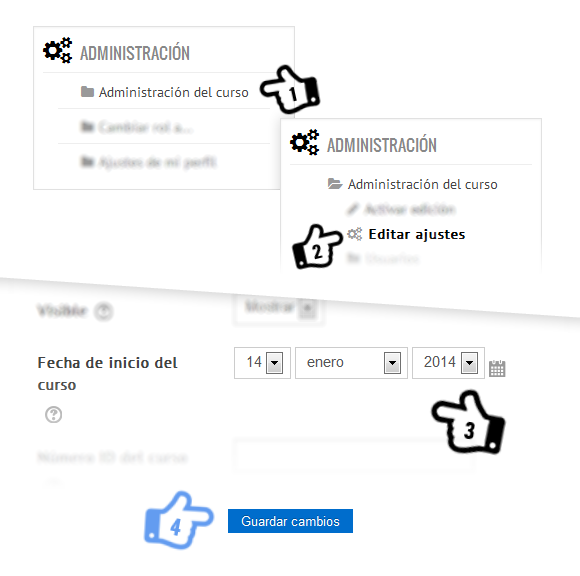 ADMINISTRACIÓN
Administración del curso
1
Cambiar rol a...
Ajustes de mi perfil
ADMINISTRACIÓN
Administración del curso
Activar edición
2
Editar ajustes
Usuarios
Visible
Mostrar
Fecha de inicio del
curso
14 enero 2014
3
Número ID del curso
4
Guardar cambios